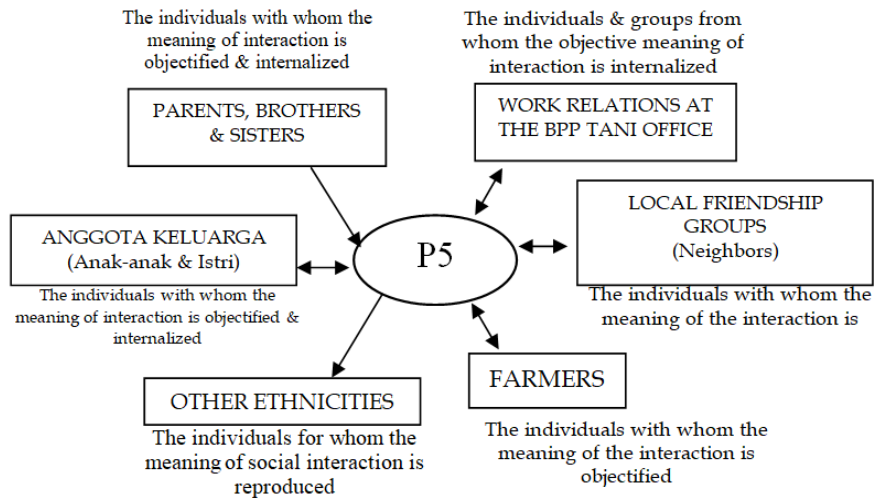 The individuals with whom the
meaning of interaction is
objectified & internalized
PARENTS, BROTHERS
& SISTERS
The individuals & groups from
whom the objective meaning of
interaction is internalized
WORK RELATIONS AT
THE BPP TANI OFFICE
ANGGOTA KELUARGA
(Anak-anak & Istri)
The individuals with whom the
meaning of interaction is objectified &
internalized
P5
LOCAL FRIENDSHIP
GROUPS
(Neighbors)
The individuals with whom the
meaning of the interaction is
OTHER ETHNICITIES
The individuals for whom the
meaning of social interaction is
reproduced
FARMERS
The individuals with whom the
meaning of the interaction is
objectified